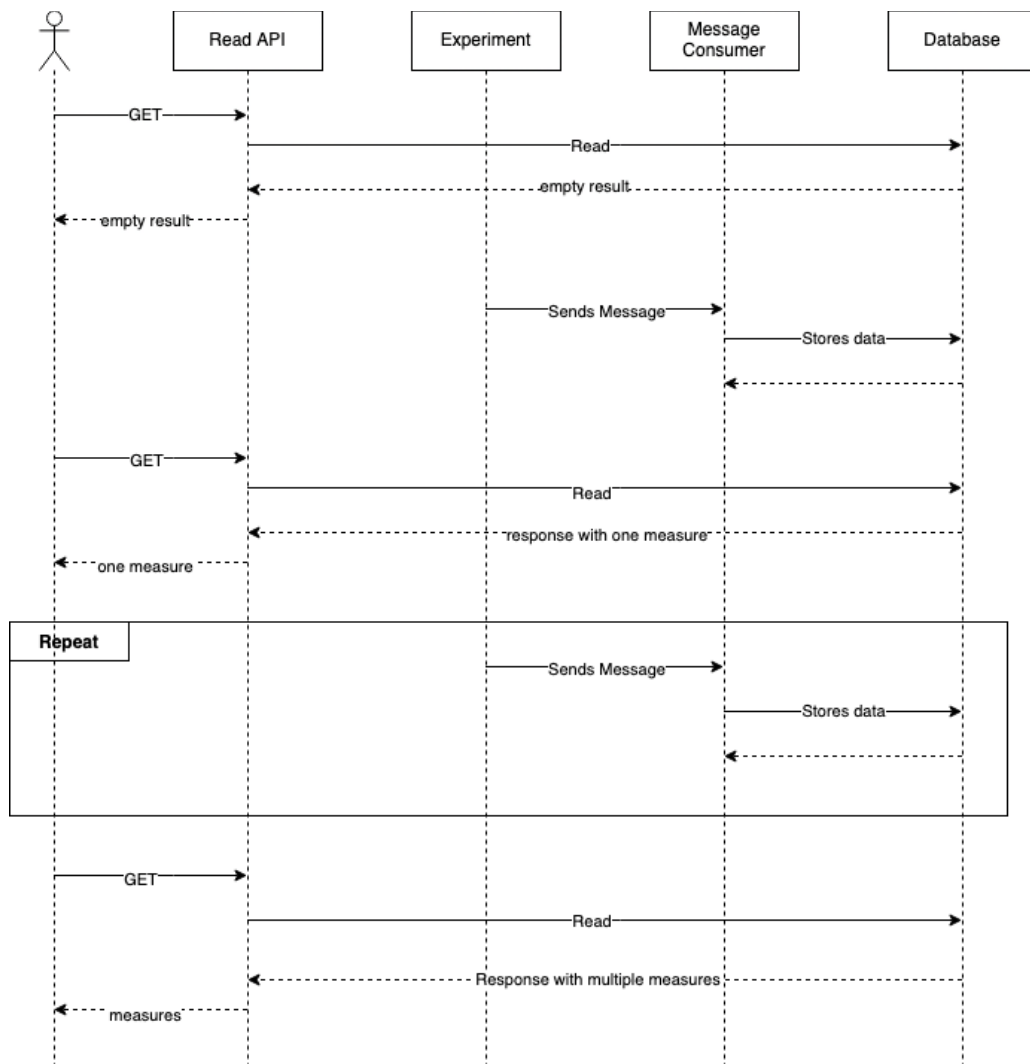 Read API
Experiment
Message
Consumer
Database
GET
Read
empty result
empty result
Sends Message
Stores data
GET
Read
response with one measure
one measure
Repeat
Sends Message
Stores data
GET
Read
Response with multiple measures
measures